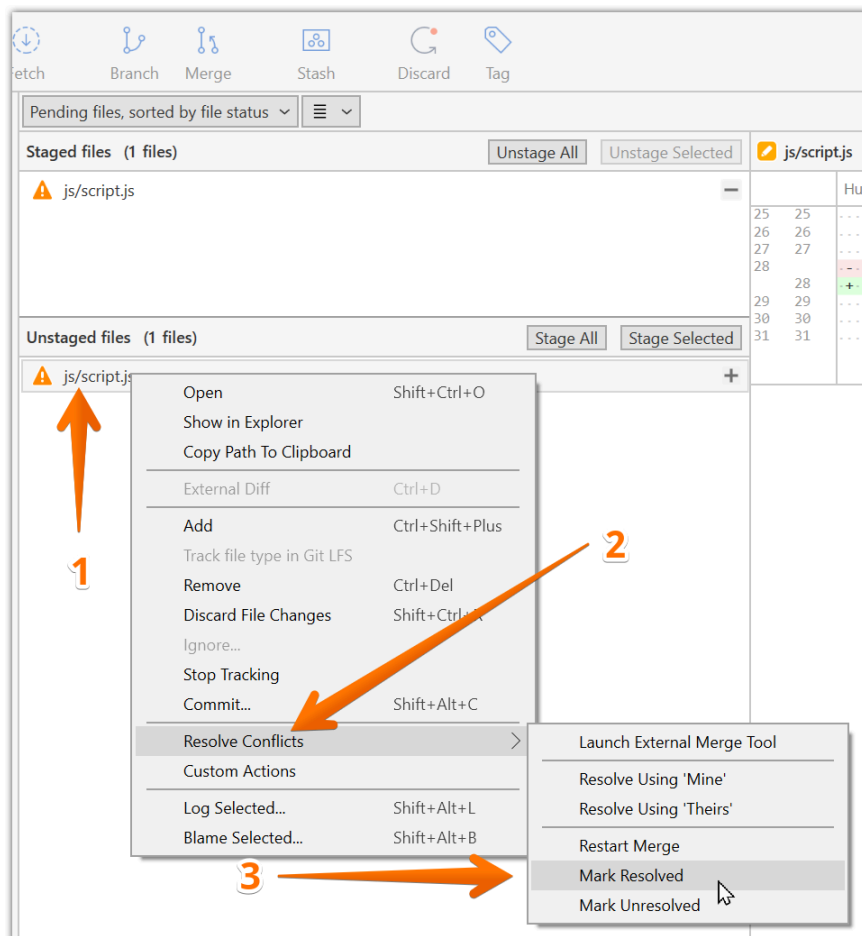 etch Branch Merge Stash Discard Tag
Pending files, sorted by file status
Staged files (1 files) Unstage All Unstage Selected
js/script.js
Unstaged files (1 files) Stage All Stage Selected
js/script.js
1
Open Shift+Ctrl+O
Show in Explorer
Copy Path To Clipboard
External Diff Ctrl+D
Add Ctrl+Shift+Plus
Track file type in Git LFS
Remove Ctrl+Del
Discard File Changes Shift+Ctrl+
Ignore...
Stop Tracking
Commit... Shift+Alt+C
2
Resolve Conflicts
Custom Actions
Log Selected... Shift+Alt+L
Blame Selected... Shift+Alt+B
3
Launch External Merge Tool
Resolve Using 'Mine'
Resolve Using 'Theirs'
Restart Merge
Mark Resolved
Mark Unresolved
js/script.js
Hu
25 25
26 26
27 27
28 -
28 +
29 29
30 30
31 31